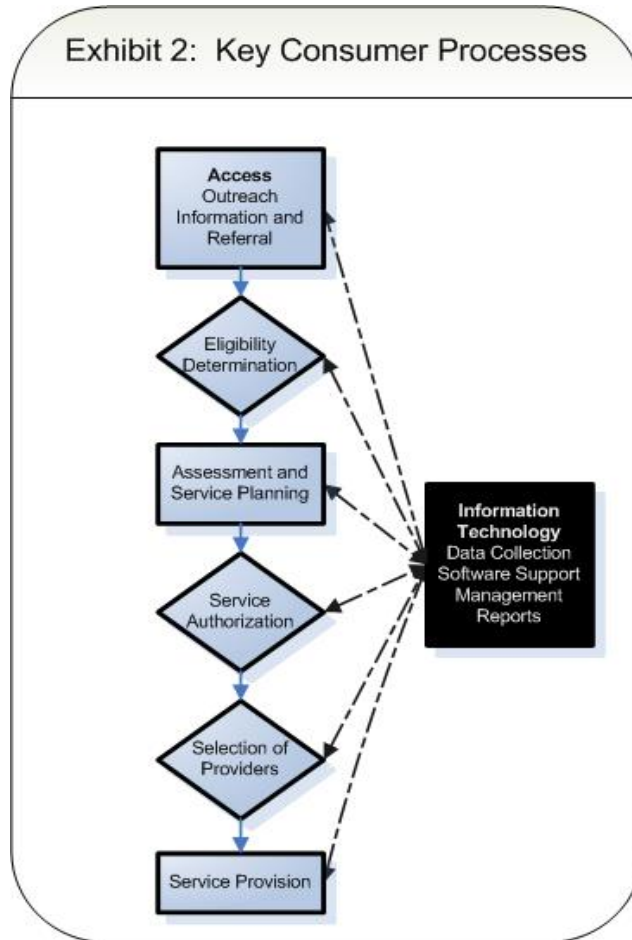 Exhibit 2: Key Consumer Processes
Access
Outreach
Information and
Referral
Eligibility
Determination
Assessment and
Service Planning
Service
Authorization
Selection of
Providers
Service Provision
Information
Technology
Data Collection
Software Support
Management
Reports